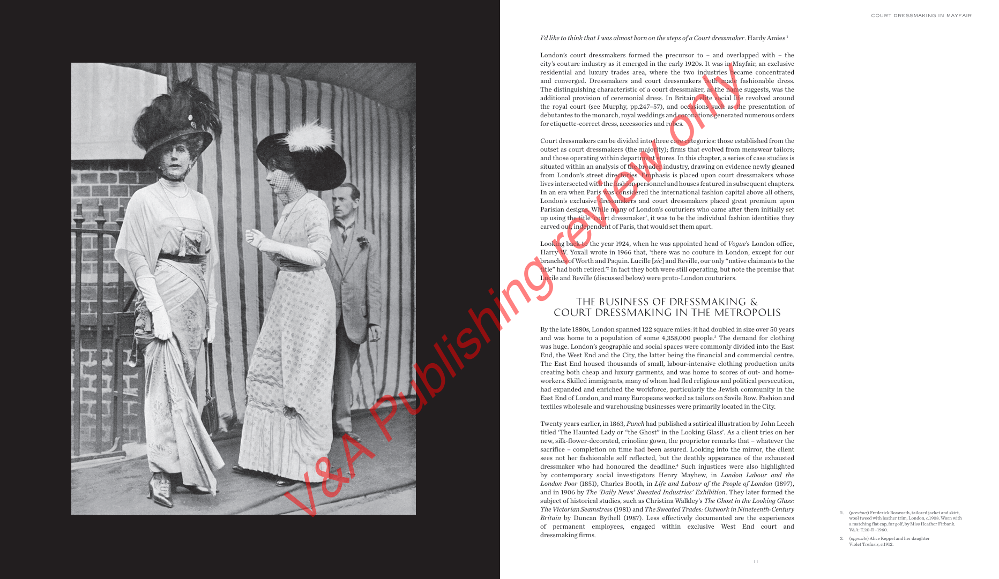 COURT DRESSMAKING IN MAYFAIR
I'd like to think that I was almost born on the steps of a Court dressmaker. Hardy Amies 1
London's court dressmakers formed the precursor to – and overlapped with – the
city's couture industry as it emerged in the early 1920s. It was in Mayfair, an exclusive
residential and luxury trades area, where the two industries became concentrated
and converged. Dressmakers and court dressmakers both made fashionable dress.
The distinguishing characteristic of a court dressmaker, as the name suggests, was the
additional provision of ceremonial dress. In Britain, elite social life revolved around
the royal court (see Murphy, pp.247–57), and occasions such as the presentation of
debutantes to the monarch, royal weddings and coronations generated numerous orders
for etiquette-correct dress, accessories and robes.
Court dressmakers can be divided into three core categories: those established from the
outset as court dressmakers (the majority); firms that evolved from menswear tailors;
and those operating within department stores. In this chapter, a series of case studies is
situated within an analysis of the broader industry, drawing on evidence newly gleaned
from London's street directories. Emphasis is placed upon court dressmakers whose
lives intersected with the fashion personnel and houses featured in subsequent chapters.
In an era when Paris was considered the international fashion capital above all others,
London's exclusive dressmakers and court dressmakers placed great premium upon
Parisian designs. While many of London's couturiers who came after them initially set
up using the title 'court dressmaker', it was to be the individual fashion identities they
carved out, independent of Paris, that would set them apart.
Looking back to the year 1924, when he was appointed head of Vogue's London office,
Harry W. Yoxall wrote in 1966 that, 'there was no couture in London, except for our
branches of Worth and Paquin. Lucille [sic] and Reville, our only "native claimants to the
title" had both retired.'2 In fact they both were still operating, but note the premise that
Lucile and Reville (discussed below) were proto-London couturiers.
THE BUSINESS OF DRESSMAKING &
COURT DRESSMAKING IN THE METROPOLIS
By the late 1880s, London spanned 122 square miles: it had doubled in size over 50 years
and was home to a population of some 4,358,000 people.3 The demand for clothing
was huge. London's geographic and social spaces were commonly divided into the East
End, the West End and the City, the latter being the financial and commercial centre.
The East End housed thousands of small, labour-intensive clothing production units
creating both cheap and luxury garments, and was home to scores of out- and home-
workers. Skilled immigrants, many of whom had fled religious and political persecution,
had expanded and enriched the workforce, particularly the Jewish community in the
East End of London, and many Europeans worked as tailors on Savile Row. Fashion and
textiles wholesale and warehousing businesses were primarily located in the City.
Twenty years earlier, in 1863, Punch had published a satirical illustration by John Leech
titled 'The Haunted Lady or "the Ghost" in the Looking Glass'. As a client tries on her
new, silk-flower-decorated, crinoline gown, the proprietor remarks that – whatever the
sacrifice – completion on time had been assured. Looking into the mirror, the client
sees not her fashionable self reflected, but the deathly appearance of the exhausted
dressmaker who had honoured the deadline.4 Such injustices were also highlighted
by contemporary social investigators Henry Mayhew, in London Labour and the
London Poor (1851), Charles Booth, in Life and Labour of the People of London (1897),
and in 1906 by The 'Daily News' Sweated Industries' Exhibition. They later formed the
subject of historical studies, such as Christina Walkley's The Ghost in the Looking Glass:
The Victorian Seamstress (1981) and The Sweated Trades: Outwork in Nineteenth-Century
Britain by Duncan Bythell (1987). Less effectively documented are the experiences
of permanent employees, engaged within exclusive West End court and
dressmaking firms.
2. (previous) Frederick Bosworth, tailored jacket and skirt,
wool tweed with leather trim, London, c.1908. Worn with
a matching flat cap, for golf, by Miss Heather Firbank.
V&A: T.20-D–1960.
3. (opposite) Alice Keppel and her daughter
Violet Trefusis, c.1912.
11
V&A Publishing review only